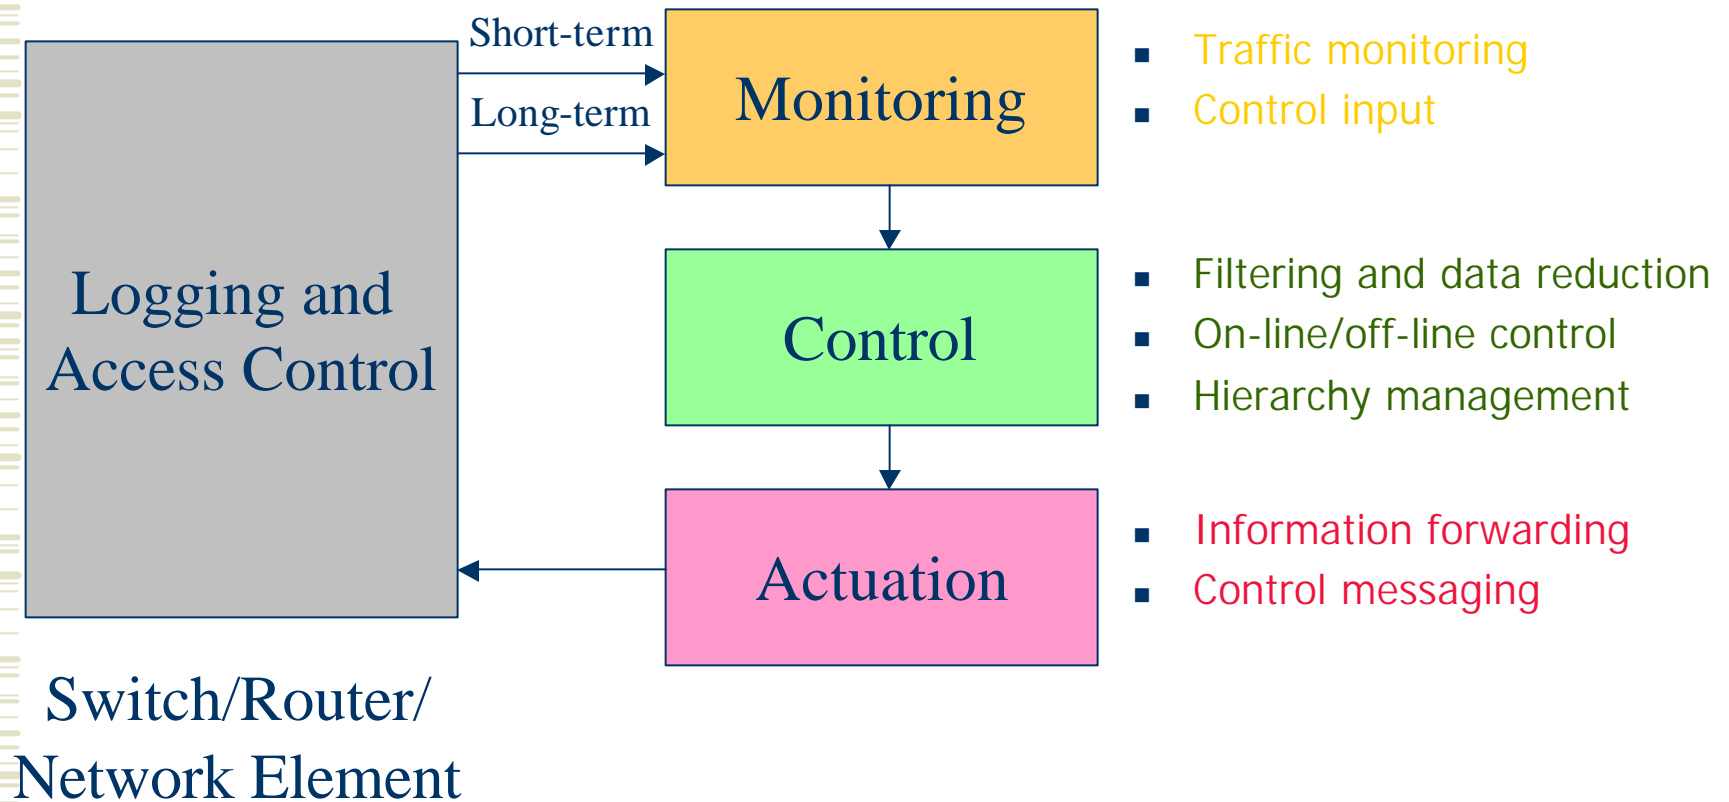 Short-term
Long-term
Logging and
Access Control
Switch/Router/
Network Element
Monitoring
Traffic monitoring
Control input
Control
Filtering and data reduction
On-line/off-line control
Hierarchy management
Actuation
Information forwarding
Control messaging